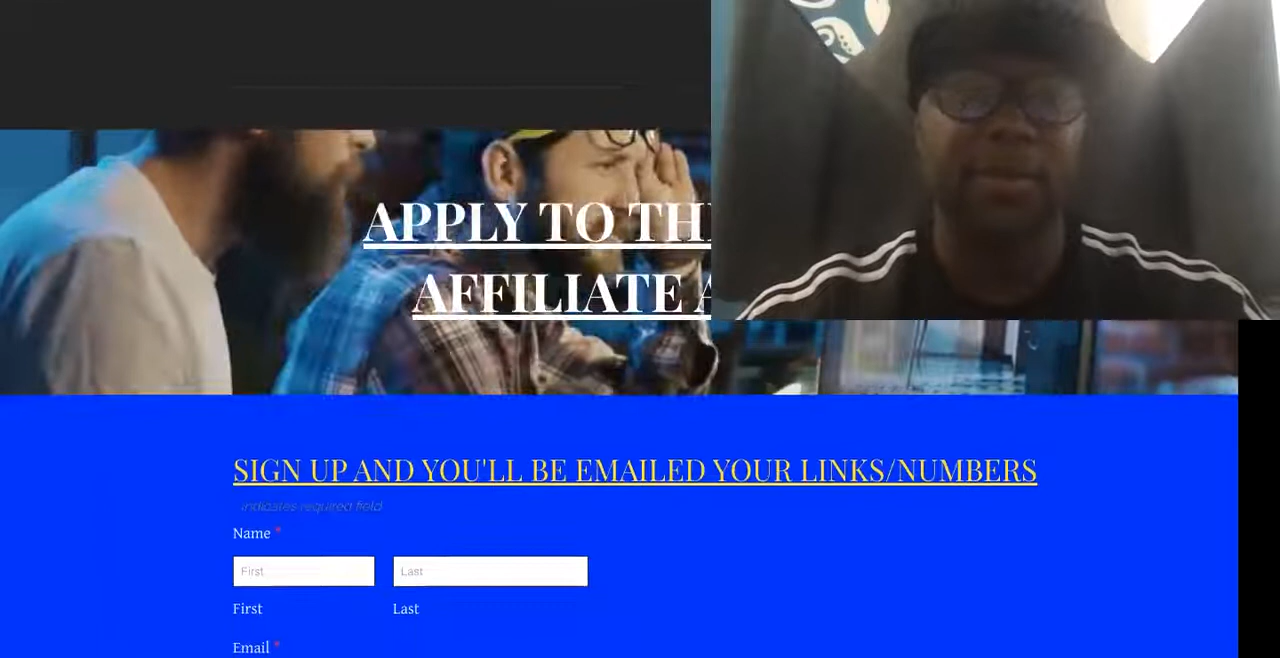 APPLY TO TH
AFFILIATE
SIGN UP AND YOU'LL BE EMAILED YOUR LINKS/NUMBERS
indicates required field
Name *
First
Last
First
Last
Email *